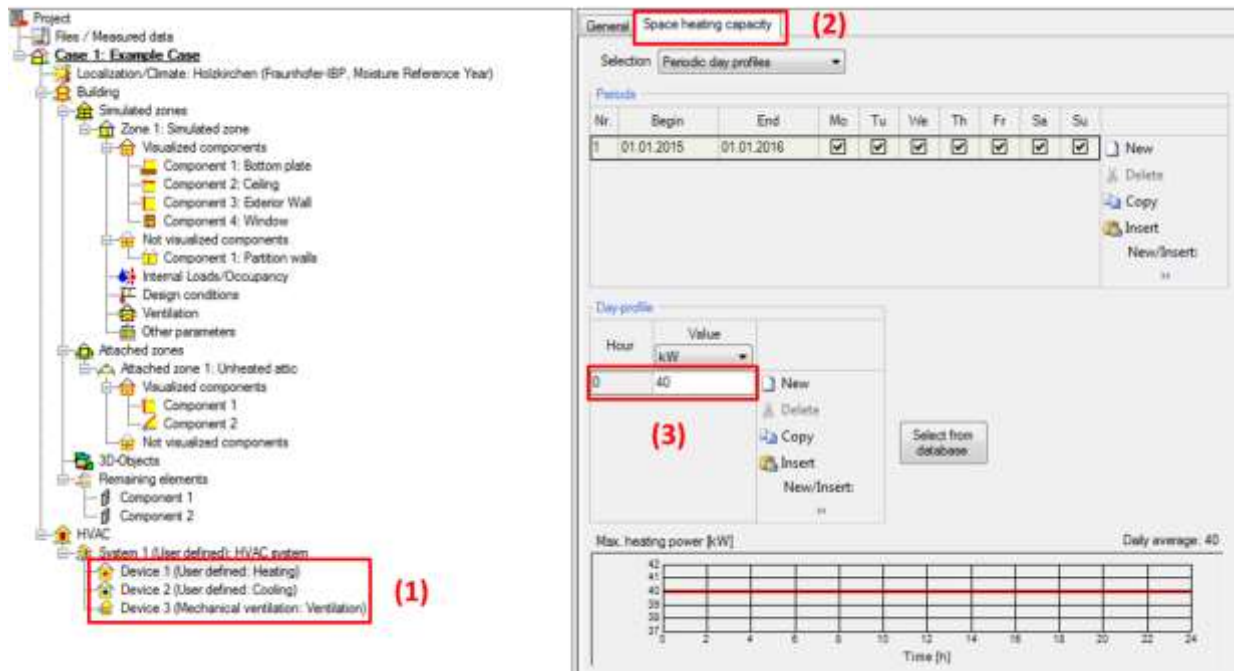 Project
Files / Measured data
Case 1: Example Case
Localization/Climate: Holzkirchen (Fraunhofer-IBP, Moisture Reference Year)
Building
Simulated zones
Zone 1: Simulated zone
Visualized components
Component 1: Bottom plate
Component 2: Ceiling
Component 3: Exterior Wall
Component 4: Window
Not visualized components
Component 1: Partition walls
Internal Loads/Occupancy
Design conditions
Ventilation
Other parameters
Attached zones
Attached zone 1: Unheated attic
Visualized components
Component 1
Component 2
Not visualized components
3D-Objects
Remaining elements
Component 1
Component 2
HVAC
System 1 (User defined): HVAC system
Device 1 (User defined: Heating)
Device 2 (User defined: Cooling)
Device 3 (Mechanical ventilation: Ventilation)
(1)
General Space heating capacity (2)
Selection Periodic day profiles
Periods
Nr. Begin End Mo Tu We Th Fr Sa Su
1 01.01.2015 01.01.2016
New
Delete
Copy
Insert
New/Insert:
Day-profile
Hour Value
kW
0 40
(3)
New
Delete
Copy
Insert
New/Insert:
Select from
database
Max. heating power [kW] Daily average: 40
42
41
40
39
38
37
0 2 4 6 8 10 12 14 16 18 20 22 24
Time [h]